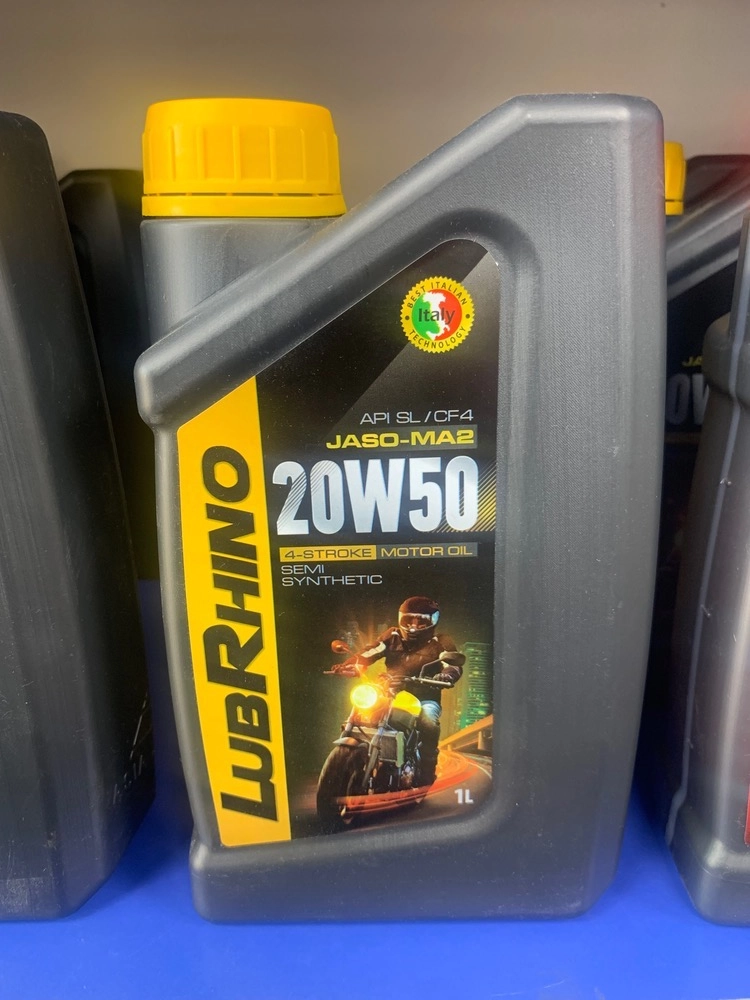 BEST ITALIAN
Italy
TECHNOLOGY
API SL / CF4
JASO-MA2
20W50
4-STROKE MOTOR OIL
SEMI
SYNTHETIC
LUBRHINO
1L